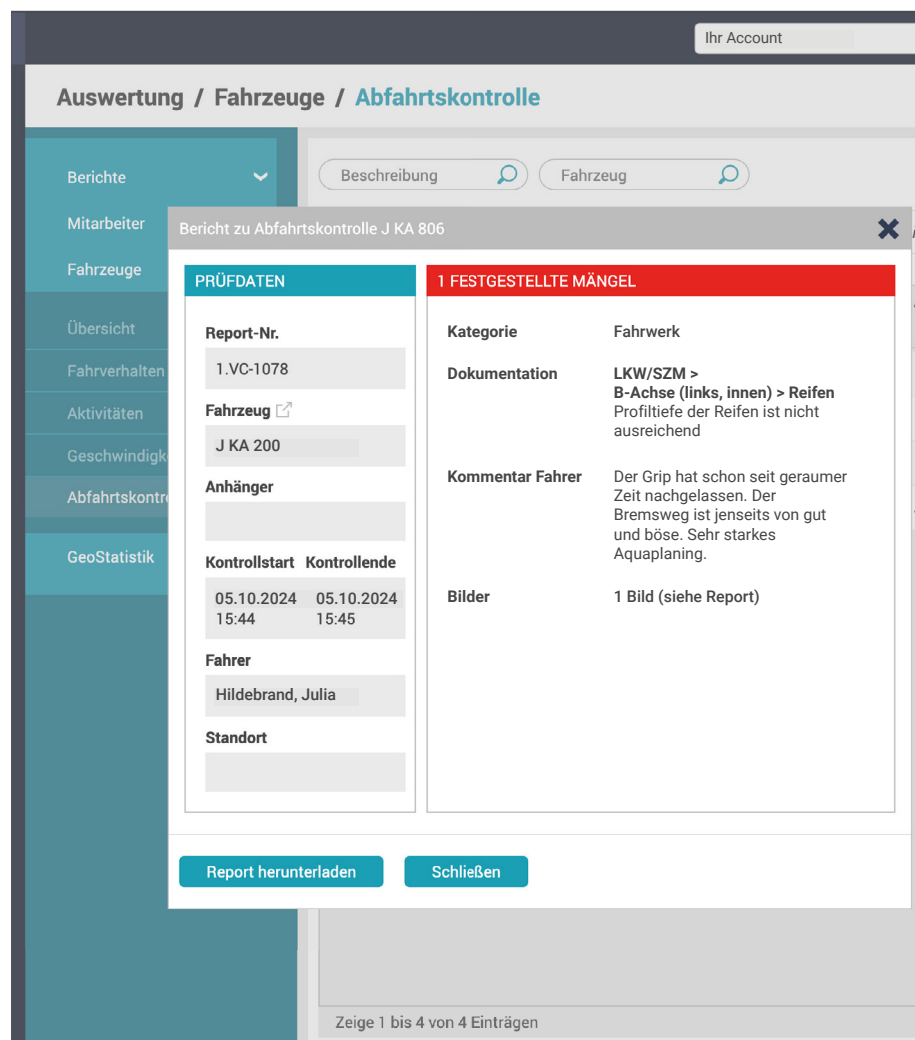 Ihr Account
Auswertung / Fahrzeuge / Abfahrtskontrolle
Berichte
Mitarbeiter
Fahrzeuge
Übersicht
Fahrverhalten
Aktivitäten
Geschwindigk
Abfahrtskontr
GeoStatistik
Beschreibung
Fahrzeug
Bericht zu Abfahrtskontrolle J KA 806
PRÜFDATEN
Report-Nr.
1.VC-1078
Fahrzeug
J KA 200
Anhänger
Kontrollstart Kontrollende
05.10.2024 05.10.2024
15:44 15:45
Fahrer
Hildebrand, Julia
Standort
1 FESTGESTELLTE MÄNGEL
Kategorie Fahrwerk
Dokumentation LKW/SZM >
B-Achse (links, innen) > Reifen
Profiltiefe der Reifen ist nicht
ausreichend
Kommentar Fahrer Der Grip hat schon seit geraumer
Zeit nachgelassen. Der
Bremsweg ist jenseits von gut
und böse. Sehr starkes
Aquaplaning.
Bilder 1 Bild (siehe Report)
Report herunterladen
Schließen
Zeige 1 bis 4 von 4 Einträgen